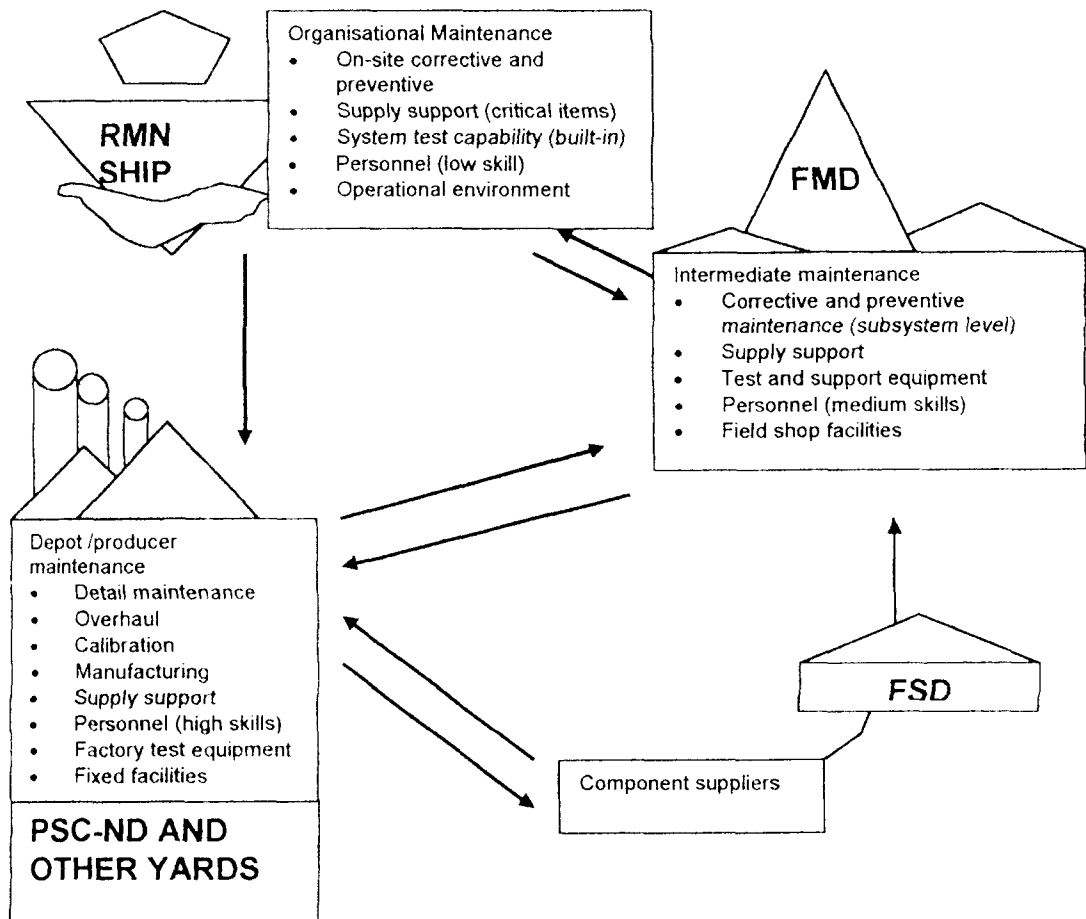 Organisational Maintenance
• On-site corrective and
preventive
• Supply support (critical items)
• System test capability (built-in)
• Personnel (low skill)
• Operational environment
RMN
SHIP
FMD
Intermediate maintenance
• Corrective and preventive
maintenance (subsystem level)
• Supply support
• Test and support equipment
• Personnel (medium skills)
• Field shop facilities
Depot /producer
maintenance
• Detail maintenance
• Overhaul
• Calibration
• Manufacturing
• Supply support
• Personnel (high skills)
• Factory test equipment
• Fixed facilities
PSC-ND AND
OTHER YARDS
FSD
Component suppliers